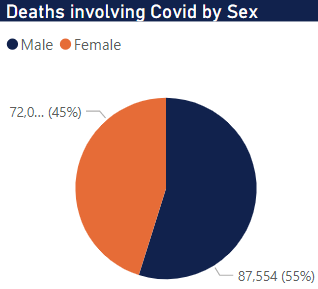 Deaths involving Covid by Sex
Male Female
72,0... (45%)
87,554 (55%)